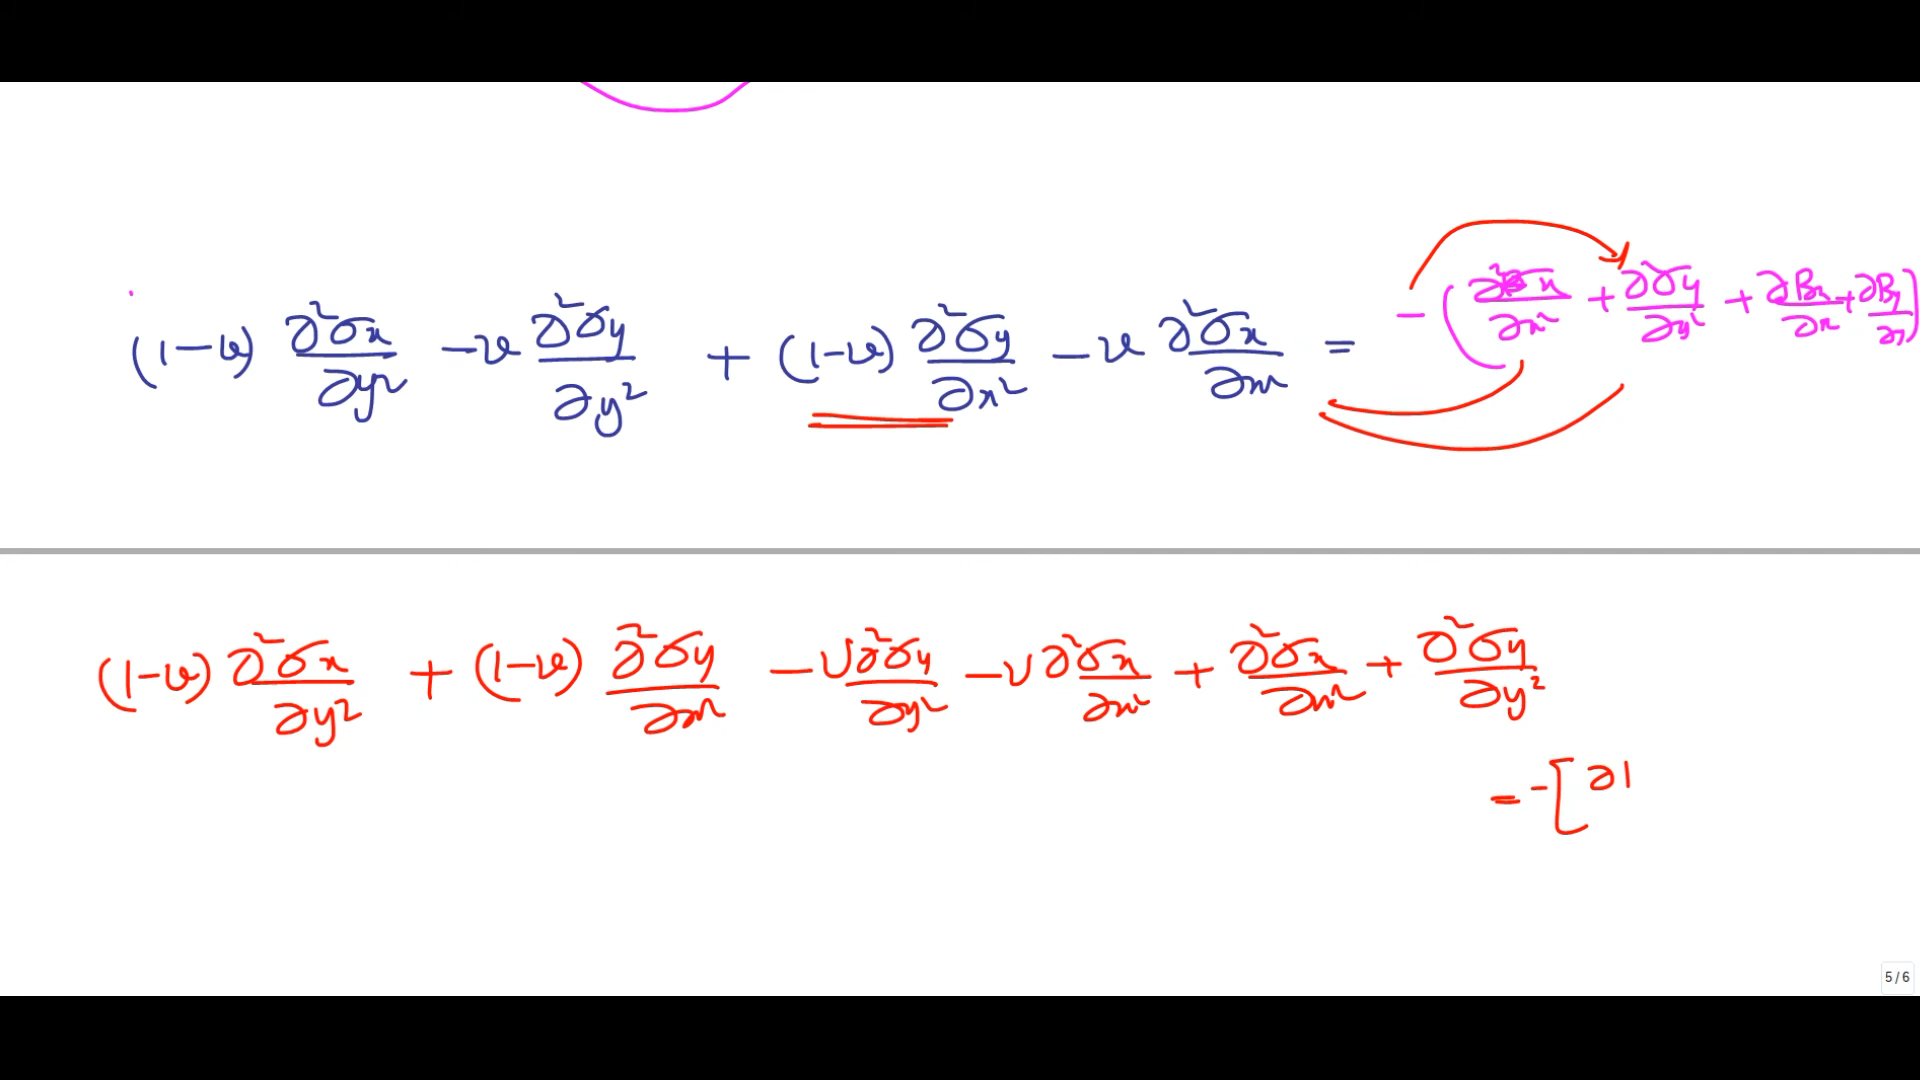 (1-ν) ∂²σx/∂y² - ν ∂²σy/∂y² + (1-ν) ∂²σy/∂x² - ν ∂²σx/∂x² = - (∂²σx/∂x² + ∂²σy/∂y² + ∂Bx/∂x + ∂By/∂y)
(1-ν) ∂²σx/∂y² + (1-ν) ∂²σy/∂x² - ν ∂²σy/∂y² - ν ∂²σx/∂x² + ∂²σx/∂x² + ∂²σy/∂y²
= - [ ∂l
5 / 6